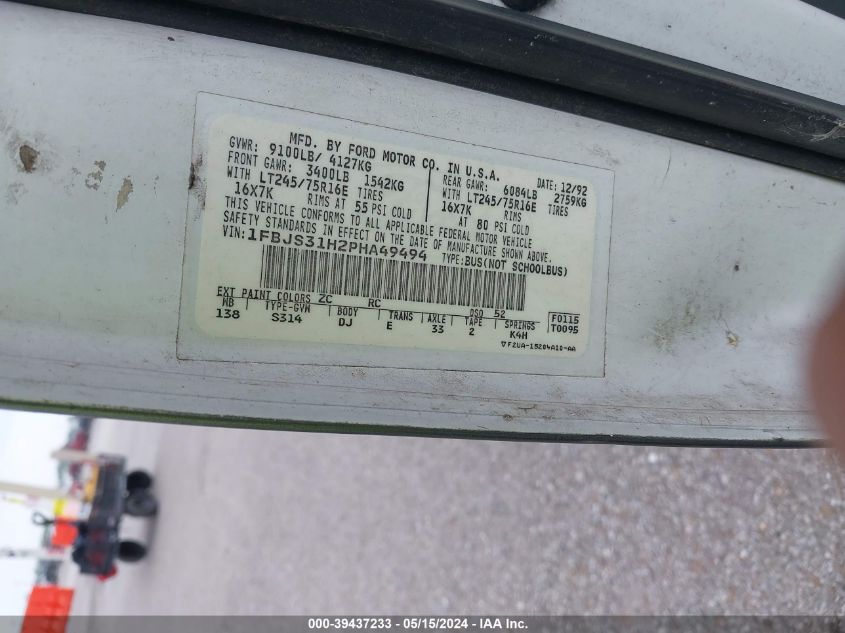 MFD. BY FORD MOTOR CO. IN U.S.A.
GVWR: 9100LB/ 4127KG DATE: 12/92
FRONT GAWR: 3400LB 1542KG REAR GAWR: 6084LB 2759KG
WITH LT245/75R16E TIRES WITH LT245/75R16E TIRES
16X7K RIMS 16X7K RIMS
AT 55 PSI COLD AT 80 PSI COLD
THIS VEHICLE CONFORMS TO ALL APPLICABLE FEDERAL MOTOR VEHICLE
SAFETY STANDARDS IN EFFECT ON THE DATE OF MANUFACTURE SHOWN ABOVE.
VIN: 1FBJS31H2PHA49494 TYPE: BUS(NOT SCHOOLBUS)
EXT PAINT COLORS ZC RC DSO 52 F0115
WB TYPE-GVW BODY TRANS AXLE TAPE SPRINGS T0095
138 S314 DJ E 33 2 K4H
▽F2UA-15204A10-AA
000-39437233 - 05/15/2024 - IAA Inc.